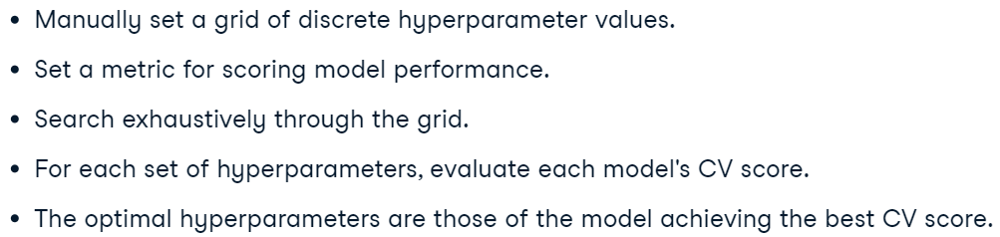 • Manually set a grid of discrete hyperparameter values.
• Set a metric for scoring model performance.
• Search exhaustively through the grid.
• For each set of hyperparameters, evaluate each model's CV score.
• The optimal hyperparameters are those of the model achieving the best CV score.